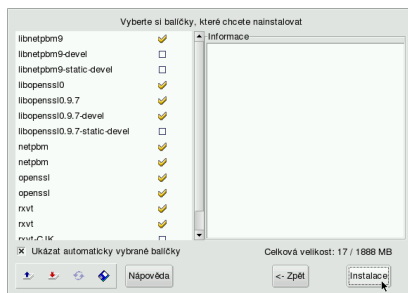 Vyberte si balíčky, které chcete nainstalovat
libnetpbm9
libnetpbm9-devel
libnetpbm9-static-devel
libopenssl0
libopenssl0.9.7
libopenssl0.9.7-devel
libopenssl0.9.7-static-devel
netpbm
netpbm
openssl
openssl
rxvt
rxvt
rxvt-CJK
Informace
Ukázat automaticky vybrané balíčky
Celková velikost: 17 / 1888 MB
Nápověda
<- Zpět
Instalace